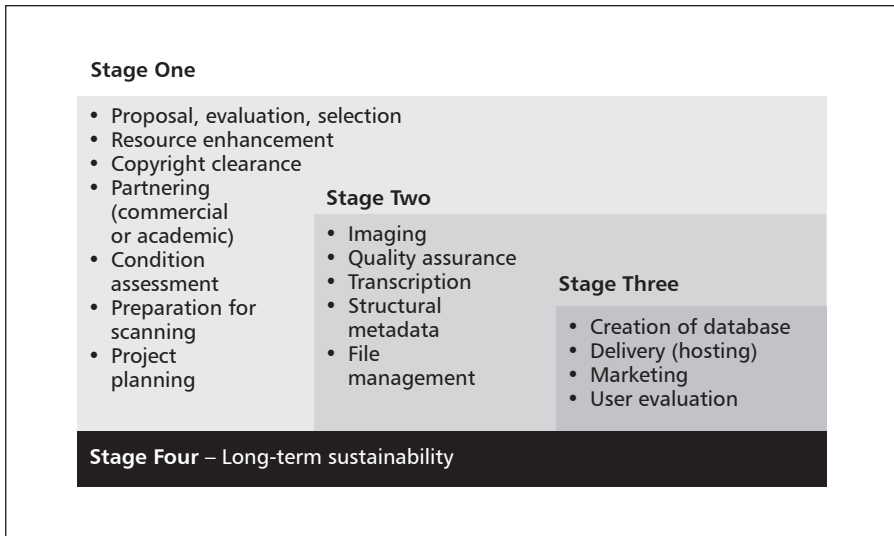 Stage One
• Proposal, evaluation, selection
• Resource enhancement
• Copyright clearance
• Partnering
(commercial
or academic)
• Condition
assessment
• Preparation for
scanning
• Project
planning
Stage Two
• Imaging
• Quality assurance
• Transcription
• Structural
metadata
• File
management
Stage Three
• Creation of database
• Delivery (hosting)
• Marketing
• User evaluation
Stage Four – Long-term sustainability